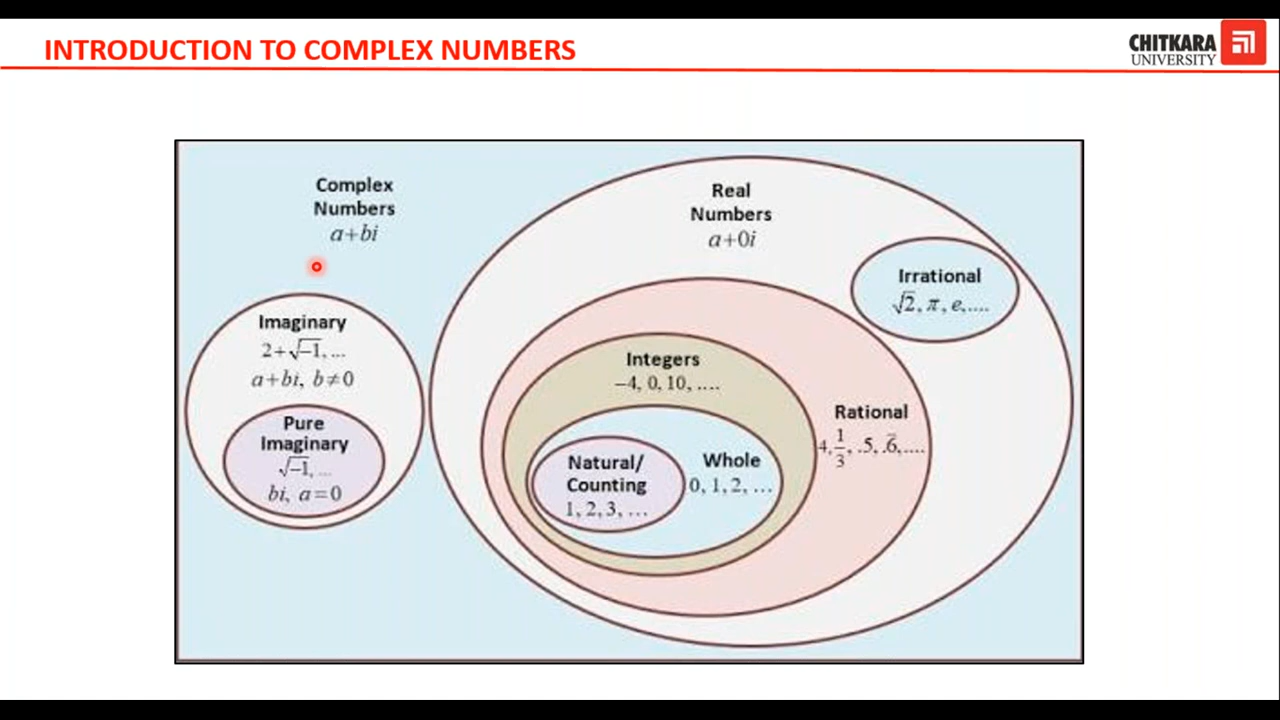 INTRODUCTION TO COMPLEX NUMBERS
CHITKARA
UNIVERSITY
Complex
Numbers
a+bi
Real
Numbers
a+0i
Irrational
√2, π, e,....
Imaginary
2+√−1, ...
a+bi, b≠0
Pure
Imaginary
√−1, ...
bi, a=0
Integers
−4, 0, 10, ....
Rational
4, 1/3, .5, .6̅, ....
Natural/
Counting
1, 2, 3, ...
Whole
0, 1, 2, ...